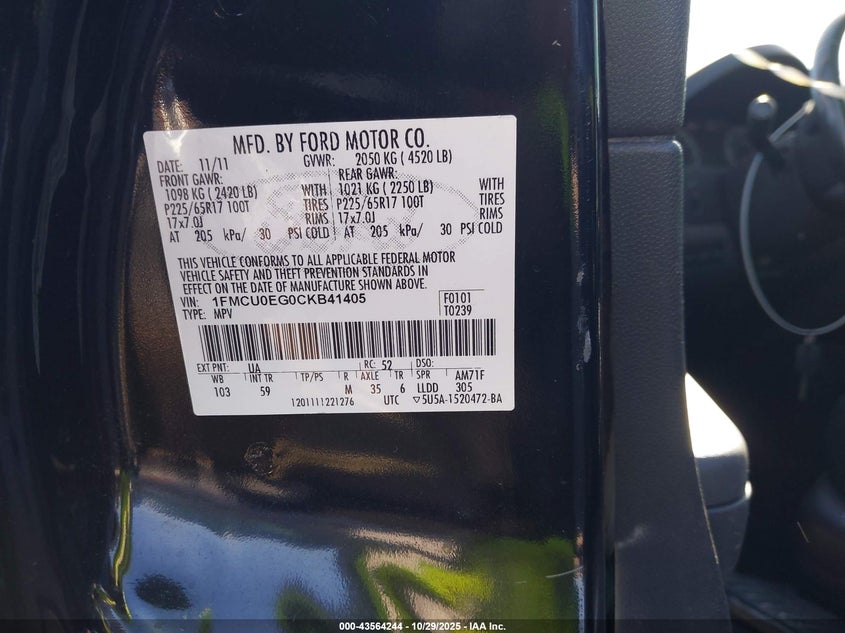 MFD. BY FORD MOTOR CO.
DATE: 11/11 GVWR: 2050 KG ( 4520 LB)
FRONT GAWR: REAR GAWR:
1098 KG ( 2420 LB) WITH 1021 KG ( 2250 LB) WITH
P225/65R17 100T TIRES P225/65R17 100T TIRES
17x7.0J RIMS 17x7.0J RIMS
AT 205 kPa/ 30 PSI COLD AT 205 kPa/ 30 PSI COLD
THIS VEHICLE CONFORMS TO ALL APPLICABLE FEDERAL MOTOR
VEHICLE SAFETY AND THEFT PREVENTION STANDARDS IN
EFFECT ON THE DATE OF MANUFACTURE SHOWN ABOVE.
VIN: 1FMCU0EG0CKB41405 F0101
TYPE: MPV T0239
EXT PNT: UA RC: 52 DSO:
WB INT TR TP/PS R AXLE TR SPR AM71F
103 59 M 35 6 LLDD 305
1201111221276 UTC ▽5U5A-1520472-BA
000-43564244 - 10/29/2025 - IAA Inc.